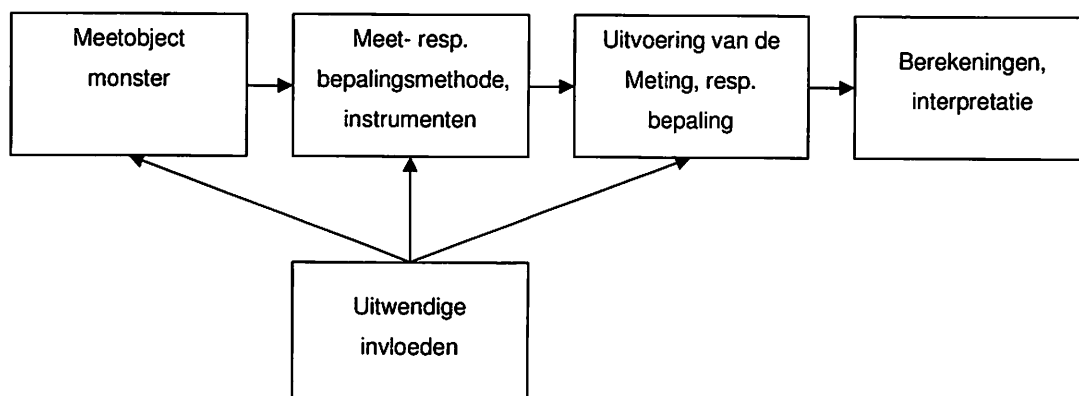 Meetobject
monster
Meet- resp.
bepalingsmethode,
instrumenten
Uitvoering van de
Meting, resp.
bepaling
Berekeningen,
interpretatie
Uitwendige
invloeden